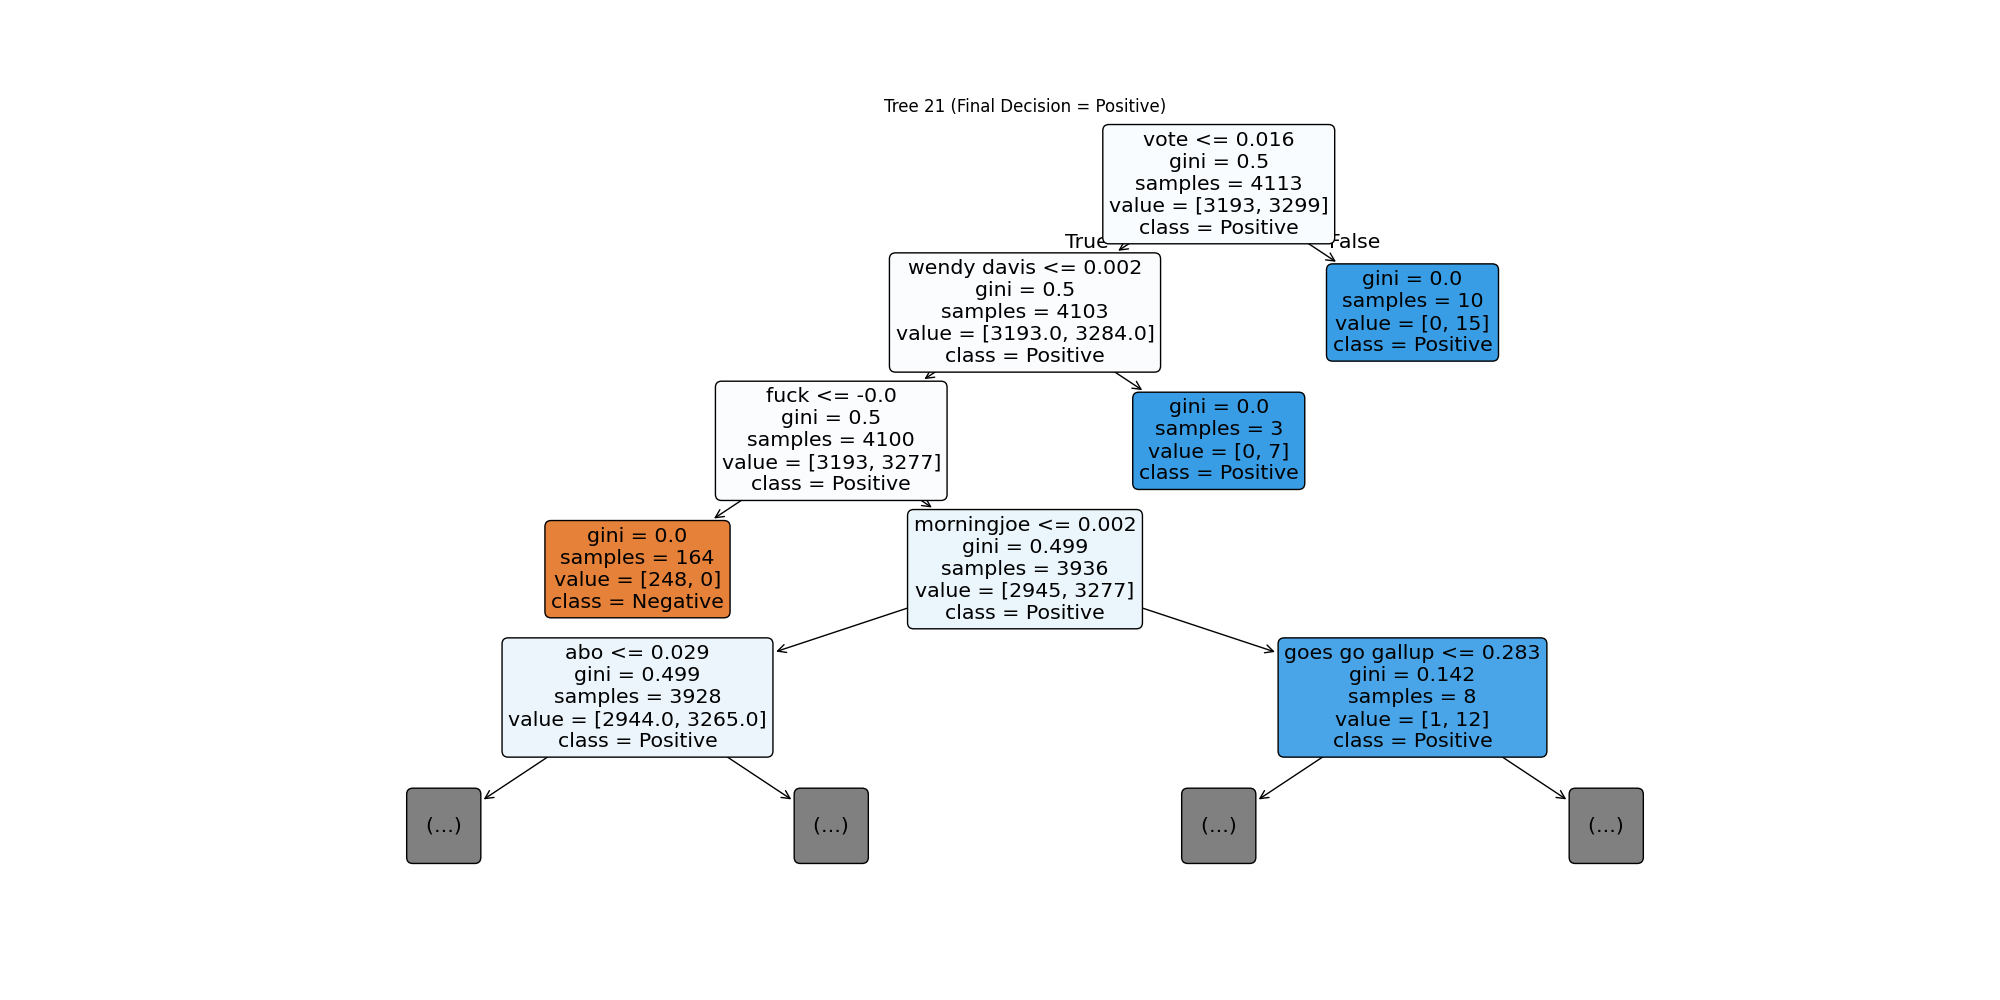 Tree 21 (Final Decision = Positive)
vote <= 0.016
gini = 0.5
samples = 4113
value = [3193, 3299]
class = Positive
True
False
wendy davis <= 0.002
gini = 0.5
samples = 4103
value = [3193.0, 3284.0]
class = Positive
gini = 0.0
samples = 10
value = [0, 15]
class = Positive
fuck <= -0.0
gini = 0.5
samples = 4100
value = [3193, 3277]
class = Positive
gini = 0.0
samples = 3
value = [0, 7]
class = Positive
gini = 0.0
samples = 164
value = [248, 0]
class = Negative
morningjoe <= 0.002
gini = 0.499
samples = 3936
value = [2945, 3277]
class = Positive
abo <= 0.029
gini = 0.499
samples = 3928
value = [2944.0, 3265.0]
class = Positive
goes go gallup <= 0.283
gini = 0.142
samples = 8
value = [1, 12]
class = Positive
(...)
(...)
(...)
(...)